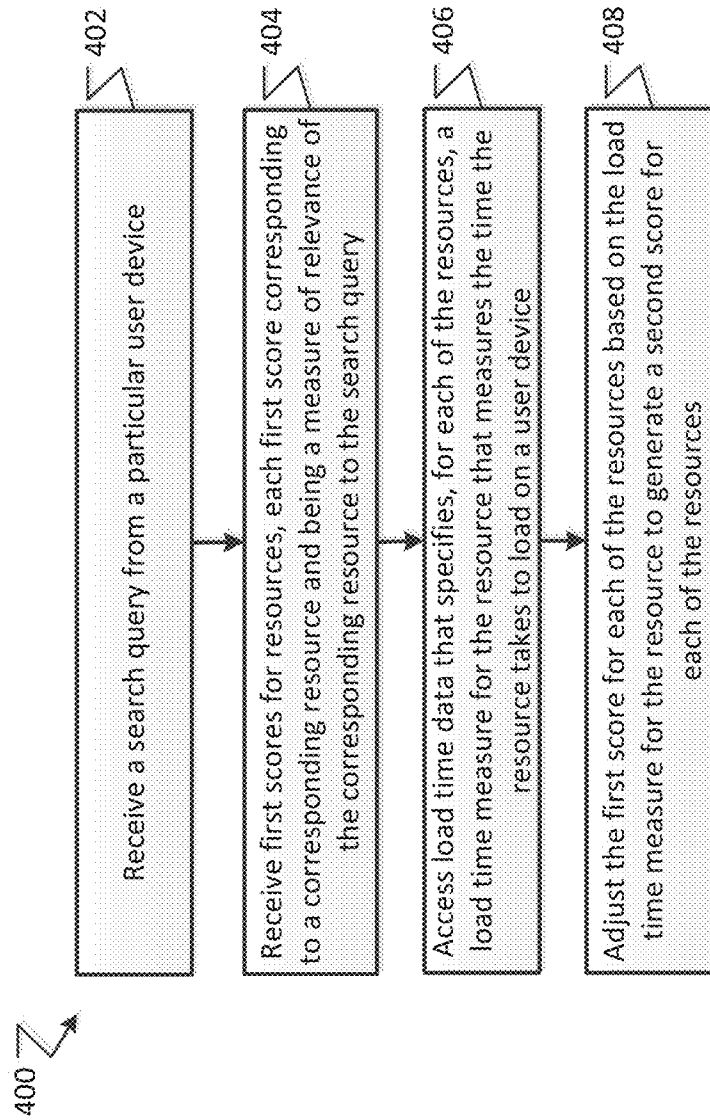 400
Receive a search query from a particular user device
402
Receive first scores for resources, each first score corresponding
to a corresponding resource and being a measure of relevance of
the corresponding resource to the search query
404
Access load time data that specifies, for each of the resources, a
load time measure for the resource that measures the time the
resource takes to load on a user device
406
Adjust the first score for each of the resources based on the load
time measure for the resource to generate a second score for
each of the resources
408